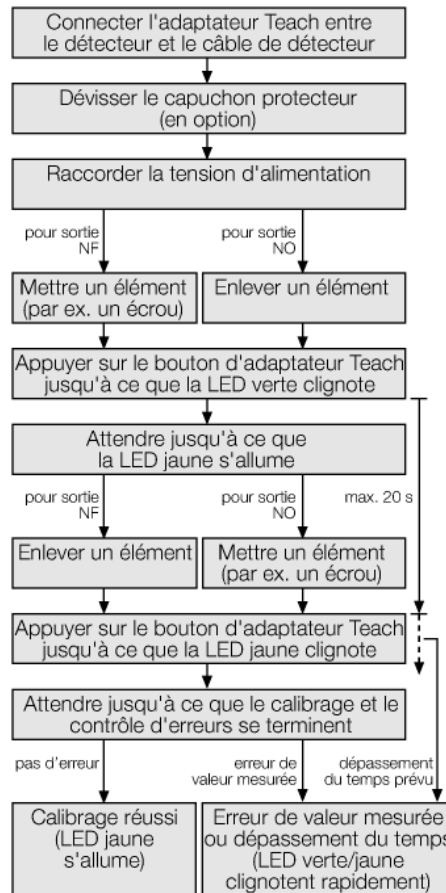 Connecter l'adaptateur Teach entre
le détecteur et le câble de détecteur
Dévisser le capuchon protecteur
(en option)
Raccorder la tension d'alimentation
pour sortie
NF
pour sortie
NO
Mettre un élément
(par ex. un écrou)
Enlever un élément
Appuyer sur le bouton d'adaptateur Teach
jusqu'à ce que la LED verte clignote
Attendre jusqu'à ce que
la LED jaune s'allume
pour sortie
NF
pour sortie
NO
max. 20 s
Enlever un élément
Mettre un élément
(par ex. un écrou)
Appuyer sur le bouton d'adaptateur Teach
jusqu'à ce que la LED jaune clignote
Attendre jusqu'à ce que le calibrage et le
contrôle d'erreurs se terminent
pas d'erreur
erreur de
valeur mesurée
dépassement
du temps prévu
Calibrage réussi
(LED jaune
s'allume)
Erreur de valeur mesurée
ou dépassement du temps
(LED verte/jaune
clignotent rapidement)